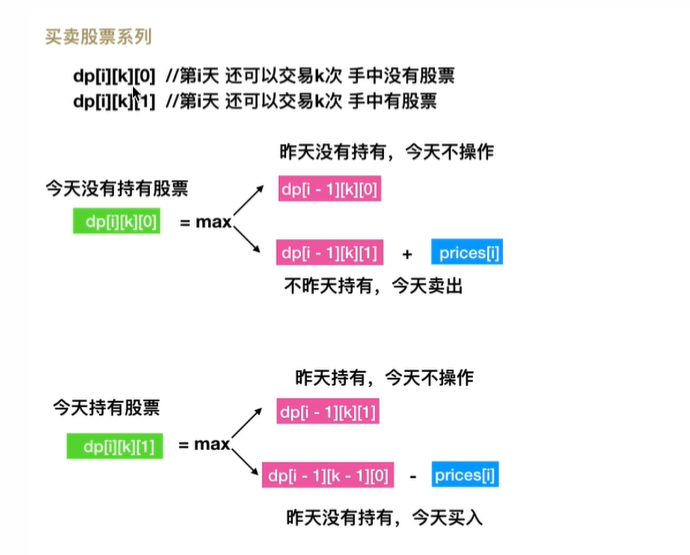 买卖股票系列
dp[i][k][0] //第i天 还可以交易k次 手中没有股票
dp[i][k][1] //第i天 还可以交易k次 手中有股票
昨天没有持有，今天不操作
今天没有持有股票
dp[i - 1][k][0]
dp[i][k][0] = max
dp[i - 1][k][1] + prices[i]
不昨天持有，今天卖出
昨天持有，今天不操作
今天持有股票
dp[i - 1][k][1]
dp[i][k][1] = max
dp[i - 1][k - 1][0] - prices[i]
昨天没有持有，今天买入